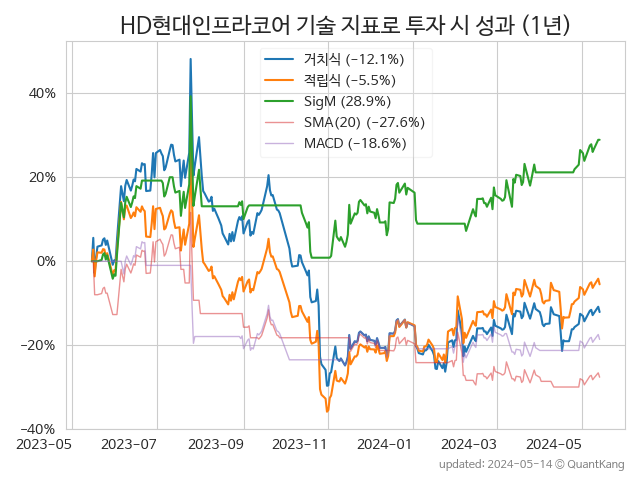 HD현대인프라코어 기술 지표로 투자 시 성과 (1년)
거치식 (−12.1%)
적립식 (−5.5%)
SigM (28.9%)
SMA(20) (−27.6%)
MACD (−18.6%)
40%
20%
0%
−20%
−40%
2023-05 2023-07 2023-09 2023-11 2024-01 2024-03 2024-05
updated: 2024-05-14 © QuantKang